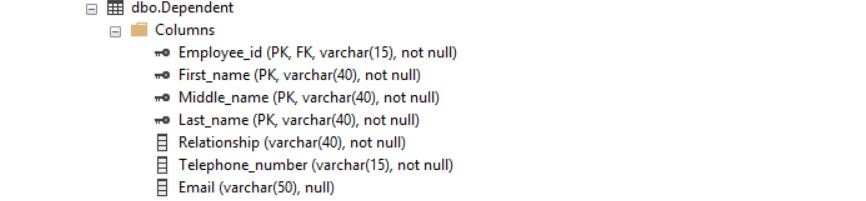 dbo.Dependent
Columns
Employee_id (PK, FK, varchar(15), not null)
First_name (PK, varchar(40), not null)
Middle_name (PK, varchar(40), not null)
Last_name (PK, varchar(40), not null)
Relationship (varchar(40), not null)
Telephone_number (varchar(15), not null)
Email (varchar(50), null)